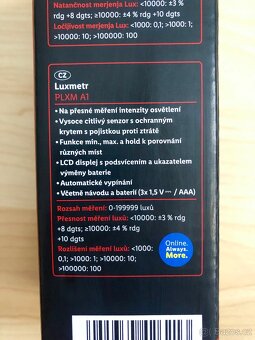 Natančnost merjenja Lux: <10000: ±3 %
rdg +8 dgts; ≥10000: ±4 % rdg +10 dgts
Ločljivost merjenja Lux: <1000: 0,1; >1000: 1;
>10000: 10; >100000: 100
CZ
Luxmetr
PLXM A1
• Na přesné měření intenzity osvětlení
• Vysoce citlivý senzor s ochranným
krytem s pojistkou proti ztrátě
• Funkce min., max. a hold k porovnání
různých míst
• LCD displej s podsvícením a ukazatelem
výměny baterie
• Automatické vypínání
• Včetně návodu a baterií (3x 1,5 V ⎓ / AAA)
Rozsah měření: 0-199999 luxů
Přesnost měření luxů: <10000: ±3 % rdg
+8 dgts; ≥10000: ±4 % rdg
+10 dgts
Rozlišení měření luxů: <1000:
0,1; >1000: 1; >10000: 10;
>100000: 100
Online.
Always.
More.